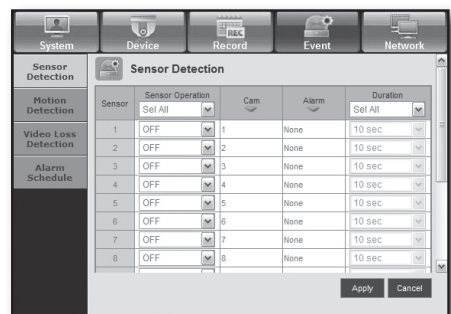 REC
System Device Record Event Network
Sensor Detection
Motion Detection
Video Loss Detection
Alarm Schedule
Sensor Detection
Sensor Sensor Operation Cam Alarm Duration
Sel All Sel All
1 OFF 1 None 10 sec
2 OFF 2 None 10 sec
3 OFF 3 None 10 sec
4 OFF 4 None 10 sec
5 OFF 5 None 10 sec
6 OFF 6 None 10 sec
7 OFF 7 None 10 sec
8 OFF 8 None 10 sec
Apply Cancel